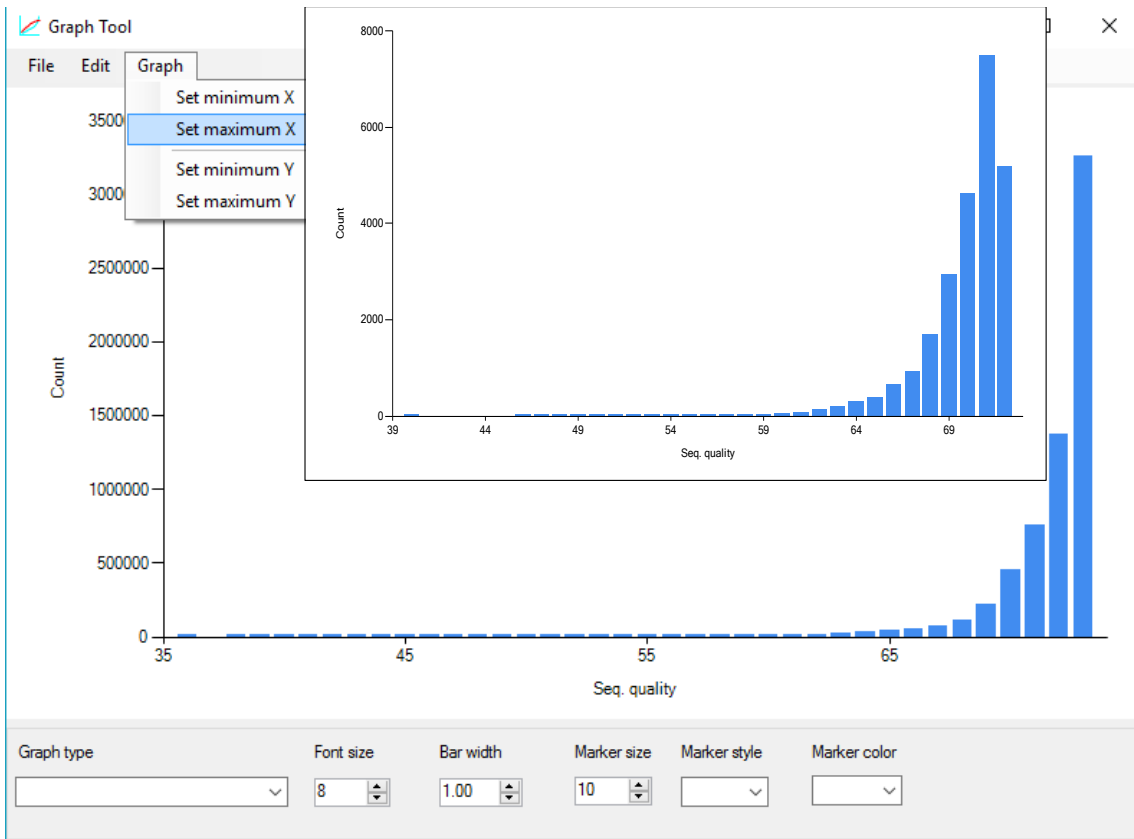 Graph Tool
File Edit Graph
Set minimum X
Set maximum X
Set minimum Y
Set maximum Y
8000
6000
4000
2000
0
Count
39 44 49 54 59 64 69
Seq. quality
3500
3000
2500000
2000000
1500000
1000000
500000
0
Count
35 45 55 65
Seq. quality
Graph type Font size Bar width Marker size Marker style Marker color
8 1.00 10